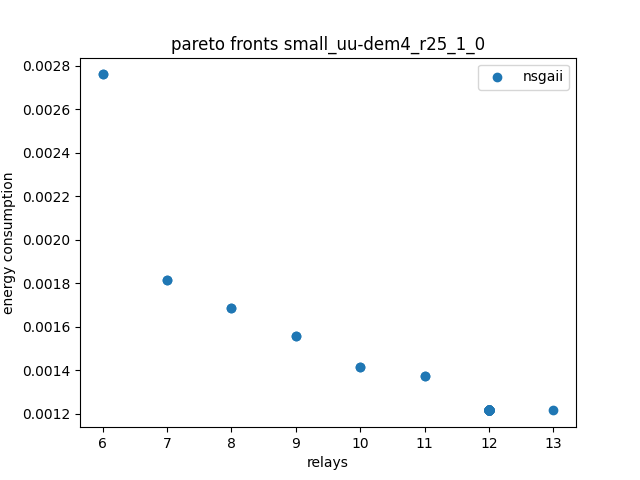 pareto fronts small_uu-dem4_r25_1_0
nsgaii
energy consumption
0.0028
0.0026
0.0024
0.0022
0.0020
0.0018
0.0016
0.0014
0.0012
6 7 8 9 10 11 12 13
relays